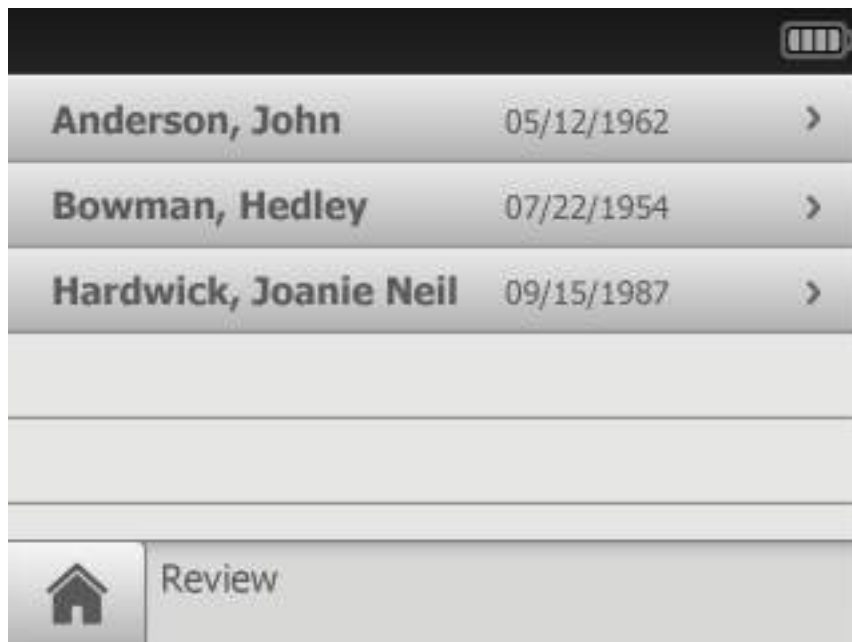 Anderson, John 05/12/1962 >
Bowman, Hedley 07/22/1954 >
Hardwick, Joanie Neil 09/15/1987 >
Review